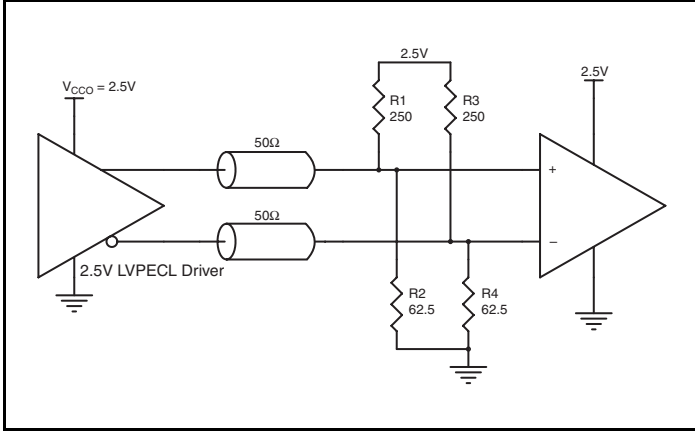 2.5V
V_CCO = 2.5V
2.5V
R1
250
R3
250
50Ω
+
50Ω
−
2.5V LVPECL Driver
R2
62.5
R4
62.5